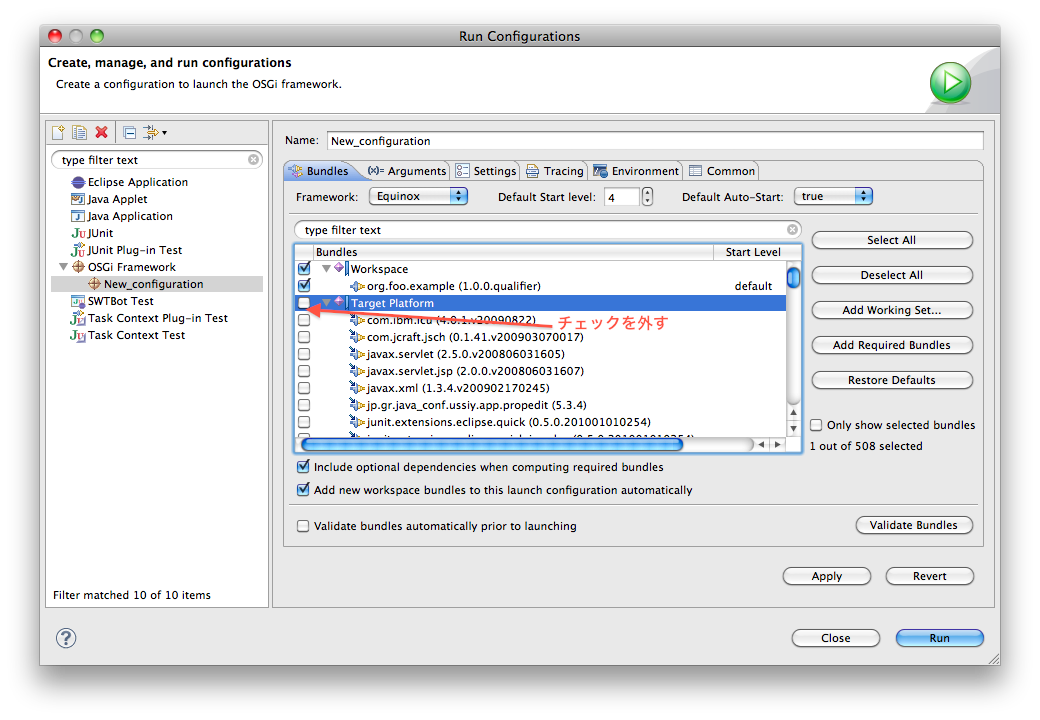 Run Configurations
Create, manage, and run configurations
Create a configuration to launch the OSGi framework.
type filter text
Eclipse Application
Java Applet
Java Application
JUnit
JUnit Plug-in Test
OSGi Framework
New_configuration
SWTBot Test
Task Context Plug-in Test
Task Context Test
Filter matched 10 of 10 items
Name: New_configuration
Bundles (x)= Arguments Settings Tracing Environment Common
Framework: Equinox Default Start level: 4 Default Auto-Start: true
type filter text
Bundles Start Level
Workspace
org.foo.example (1.0.0.qualifier) default
Target Platform
com.ibm.icu (4.0.1.v20090822)
チェックを外す
com.jcraft.jsch (0.1.41.v200903070017)
javax.servlet (2.5.0.v200806031605)
javax.servlet.jsp (2.0.0.v200806031607)
javax.xml (1.3.4.v200902170245)
jp.gr.java_conf.ussiy.app.propedit (5.3.4)
junit.extensions.eclipse.quick (0.5.0.201001010254)
Select All
Deselect All
Add Working Set...
Add Required Bundles
Restore Defaults
Only show selected bundles
1 out of 508 selected
Include optional dependencies when computing required bundles
Add new workspace bundles to this launch configuration automatically
Validate bundles automatically prior to launching
Validate Bundles
Apply Revert
?
Close Run